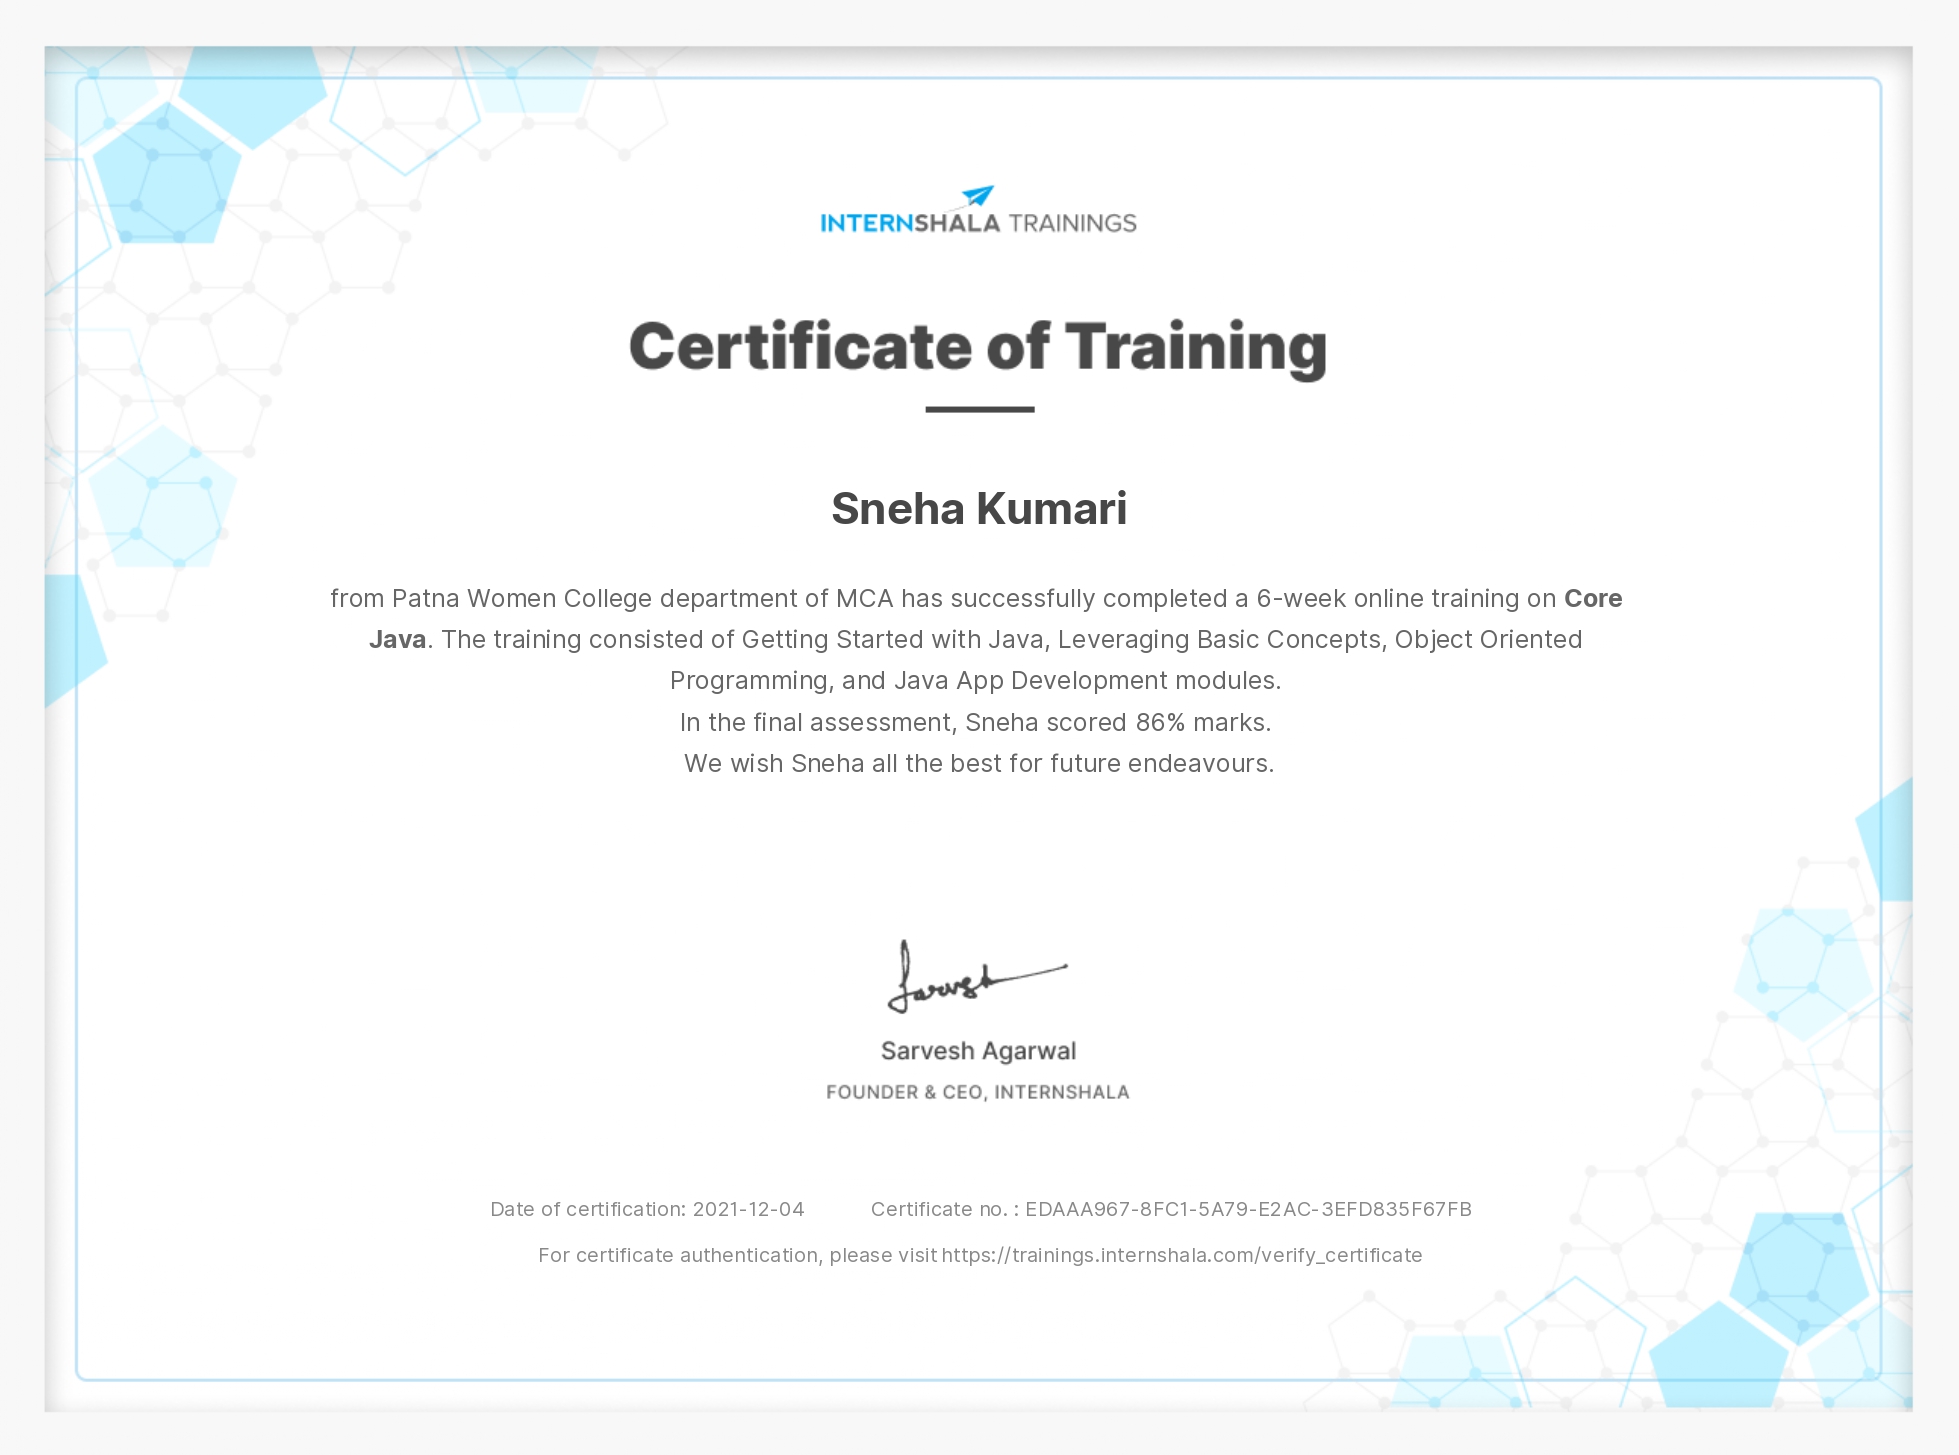 INTERNSHALA TRAININGS
Certificate of Training
Sneha Kumari
from Patna Women College department of MCA has successfully completed a 6-week online training on Core
Java. The training consisted of Getting Started with Java, Leveraging Basic Concepts, Object Oriented
Programming, and Java App Development modules.
In the final assessment, Sneha scored 86% marks.
We wish Sneha all the best for future endeavours.
Sarvesh
Sarvesh Agarwal
FOUNDER & CEO, INTERNSHALA
Date of certification: 2021-12-04 Certificate no. : EDAAA967-8FC1-5A79-E2AC-3EFD835F67FB
For certificate authentication, please visit https://trainings.internshala.com/verify_certificate